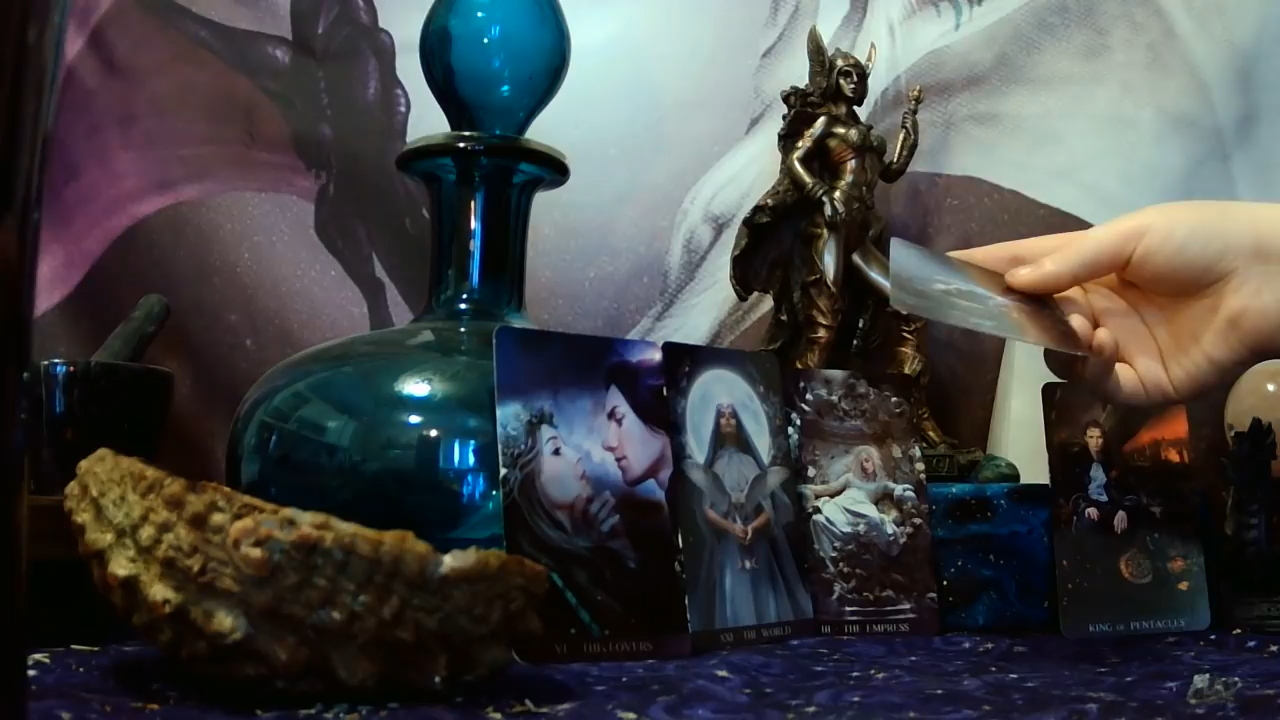 VI THE LOVERS
XXI THE WORLD
III THE EMPRESS
KING OF PENTACLES